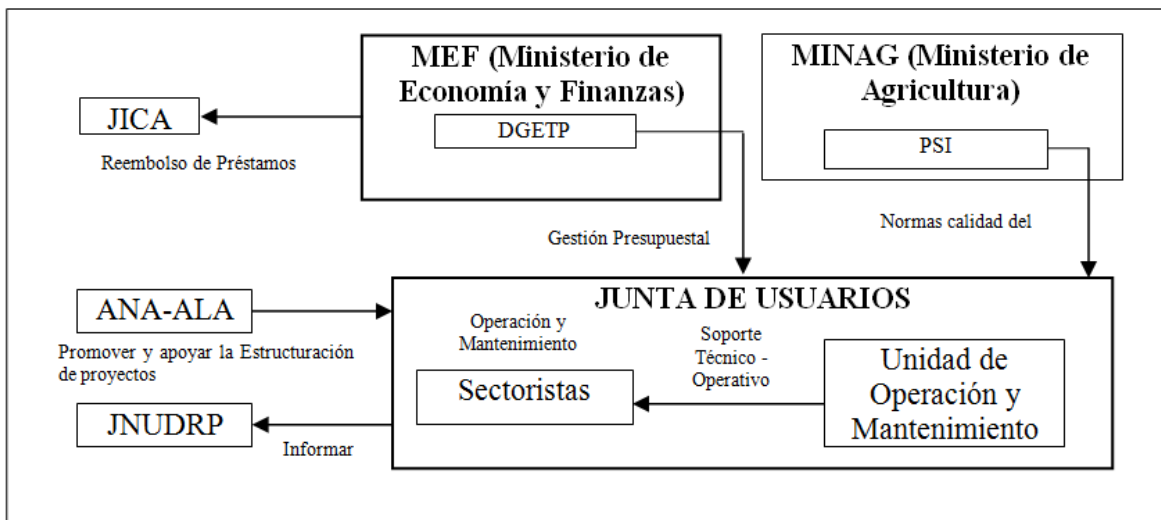 MEF (Ministerio de
Economía y Finanzas)
DGETP
MINAG (Ministerio de
Agricultura)
PSI
JICA
Reembolso de Préstamos
Gestión Presupuestal
Normas calidad del
ANA-ALA
Promover y apoyar la Estructuración
de proyectos
JNUDRP
Informar
JUNTA DE USUARIOS
Operación y
Mantenimiento
Sectoristas
Soporte
Técnico -
Operativo
Unidad de
Operación y
Mantenimiento